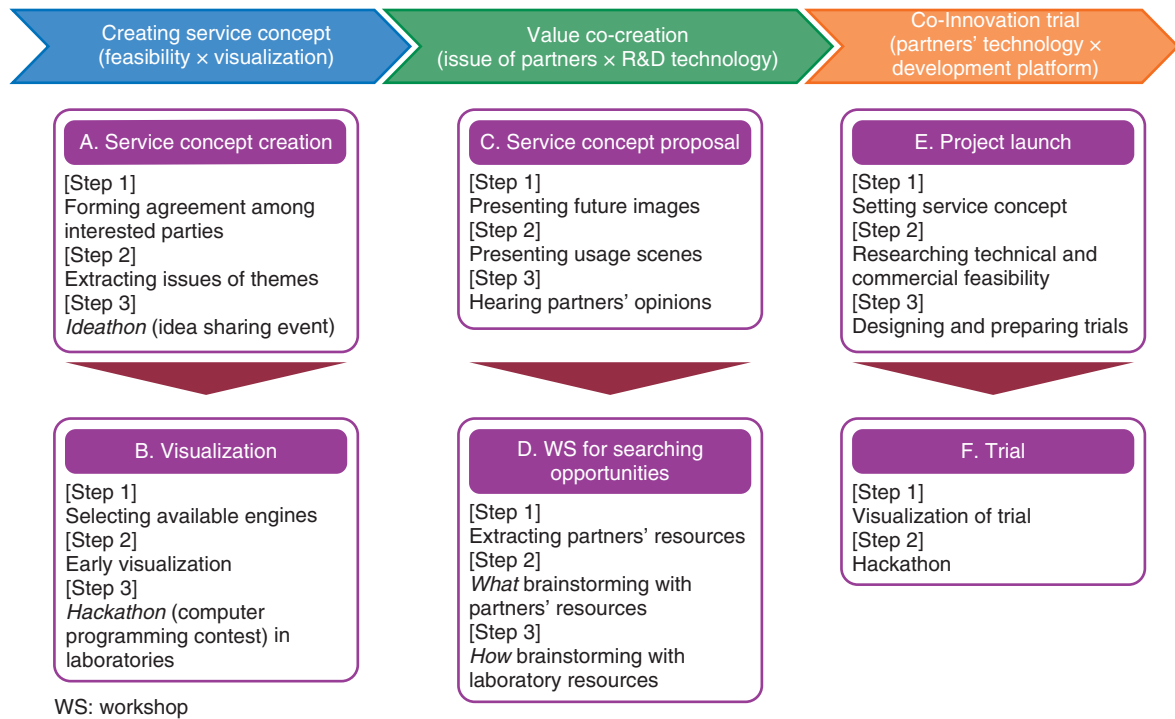 Creating service concept
(feasibility × visualization)
Value co-creation
(issue of partners × R&D technology)
Co-Innovation trial
(partners’ technology ×
development platform)
A. Service concept creation
[Step 1]
Forming agreement among
interested parties
[Step 2]
Extracting issues of themes
[Step 3]
Ideathon (idea sharing event)
B. Visualization
[Step 1]
Selecting available engines
[Step 2]
Early visualization
[Step 3]
Hackathon (computer
programming contest) in
laboratories
C. Service concept proposal
[Step 1]
Presenting future images
[Step 2]
Presenting usage scenes
[Step 3]
Hearing partners’ opinions
D. WS for searching
opportunities
[Step 1]
Extracting partners’ resources
[Step 2]
What brainstorming with
partners’ resources
[Step 3]
How brainstorming with
laboratory resources
E. Project launch
[Step 1]
Setting service concept
[Step 2]
Researching technical and
commercial feasibility
[Step 3]
Designing and preparing trials
F. Trial
[Step 1]
Visualization of trial
[Step 2]
Hackathon
WS: workshop